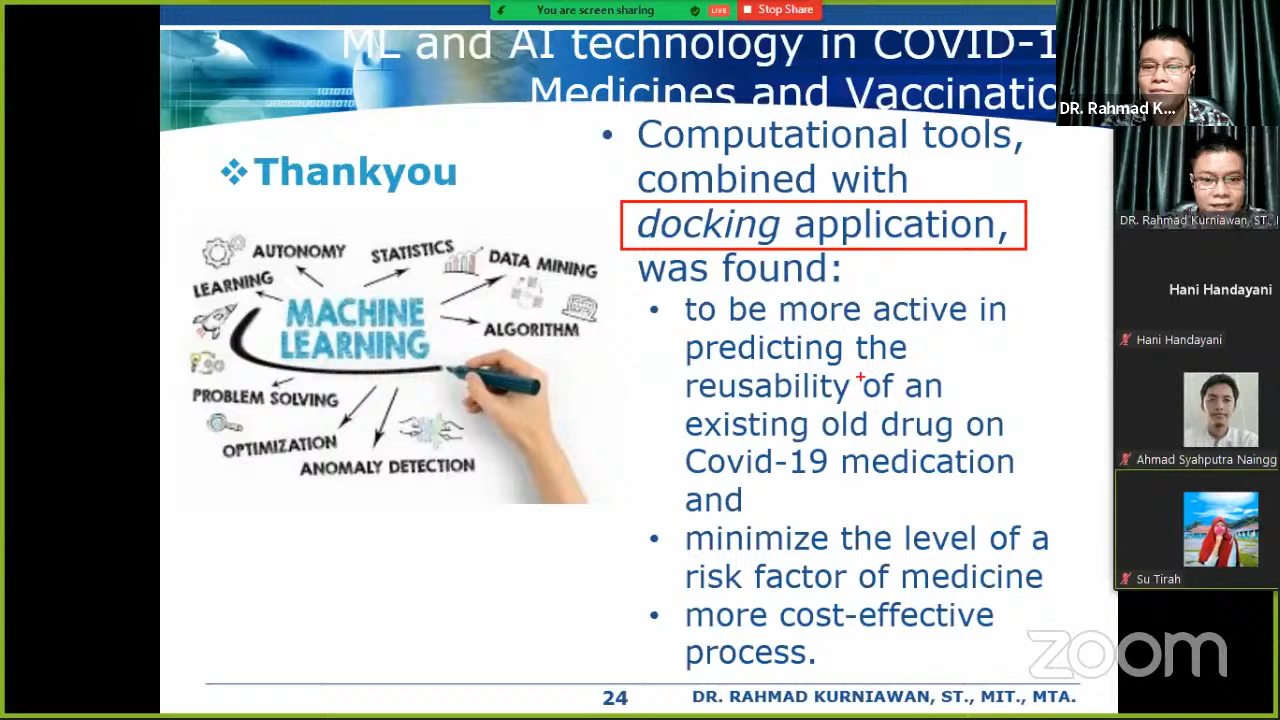 You are screen sharing
LIVE
Stop Share
ML and AI technology in COVID-1
Medicines and Vaccinatio
Thankyou
AUTONOMY
STATISTICS
DATA MINING
LEARNING
MACHINE
LEARNING
ALGORITHM
PROBLEM SOLVING
OPTIMIZATION
ANOMALY DETECTION
• Computational tools,
combined with
docking application,
was found:
• to be more active in
predicting the
reusability of an
existing old drug on
Covid-19 medication
and
• minimize the level of a
risk factor of medicine
• more cost-effective
process.
24
DR. RAHMAD KURNIAWAN, ST., MIT., MTA.
DR. Rahmad K...
DR. Rahmad Kurniawan, ST.,
Hani Handayani
Hani Handayani
Ahmad Syahputra Naingg
Su Tirah
zoom